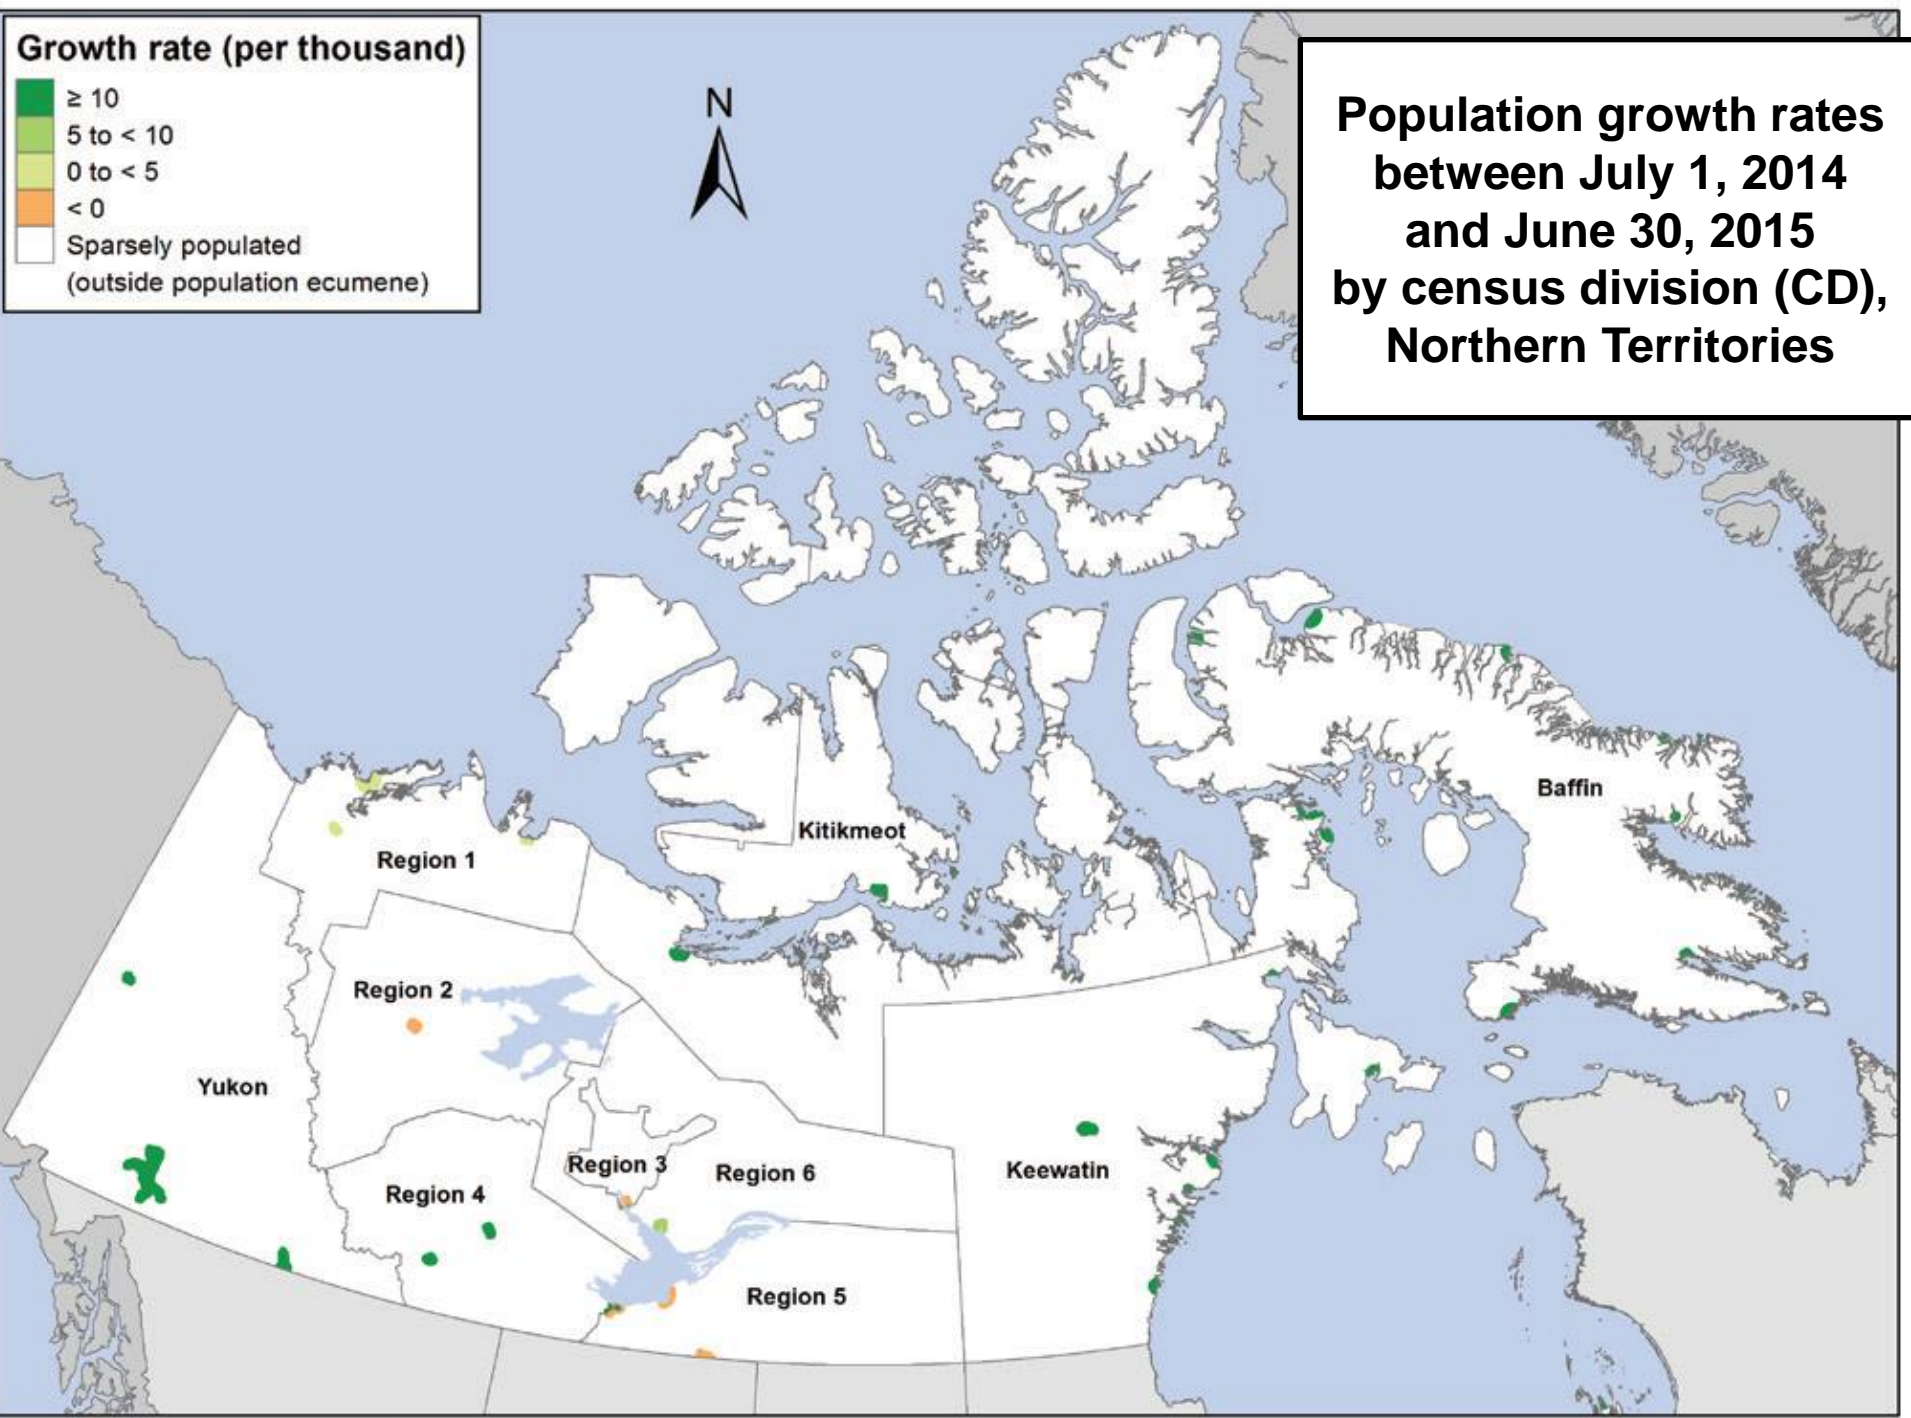 Growth rate (per thousand)
≥ 10
5 to < 10
0 to < 5
< 0
Sparsely populated
(outside population ecumene)
N
Population growth rates
between July 1, 2014
and June 30, 2015
by census division (CD),
Northern Territories
Baffin
Kitikmeot
Region 1
Region 2
Yukon
Region 3
Region 6
Keewatin
Region 4
Region 5